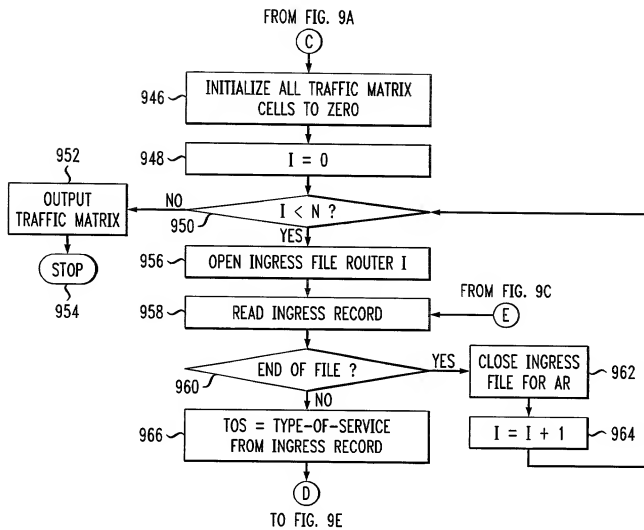 FROM FIG. 9A
C
946
INITIALIZE ALL TRAFFIC MATRIX
CELLS TO ZERO
948
I = 0
952
OUTPUT
TRAFFIC MATRIX
NO
950
I < N ?
YES
STOP
954
956
OPEN INGRESS FILE ROUTER I
958
READ INGRESS RECORD
FROM FIG. 9C
E
960
END OF FILE ?
YES
CLOSE INGRESS
FILE FOR AR
962
NO
966
TOS = TYPE-OF-SERVICE
FROM INGRESS RECORD
I = I + 1
964
D
TO FIG. 9E